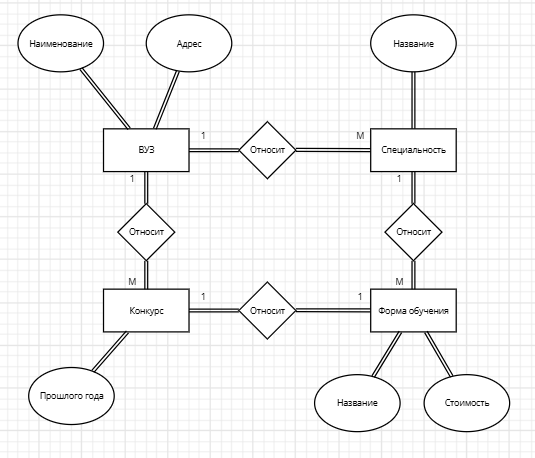 Наименование
Адрес
Название
1
М
ВУЗ
Относит
Специальность
1
1
Относит
Относит
М
М
1
1
Конкурс
Относит
Форма обучения
Прошлого года
Название
Стоимость